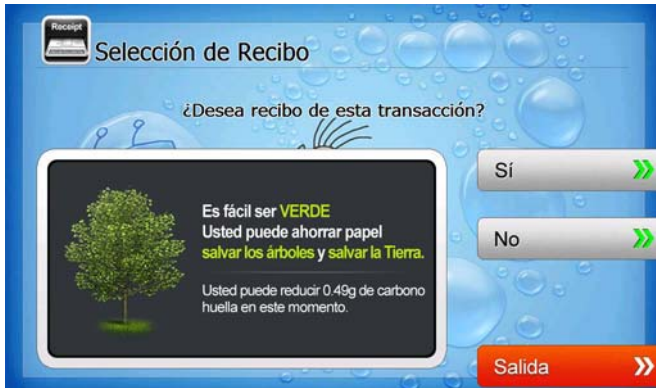 Receipt
Selección de Recibo
¿Desea recibo de esta transacción?
Es fácil ser VERDE
Usted puede ahorrar papel
salvar los árboles y salvar la Tierra.
Usted puede reducir 0.49g de carbono
huella en este momento.
Sí
No
Salida